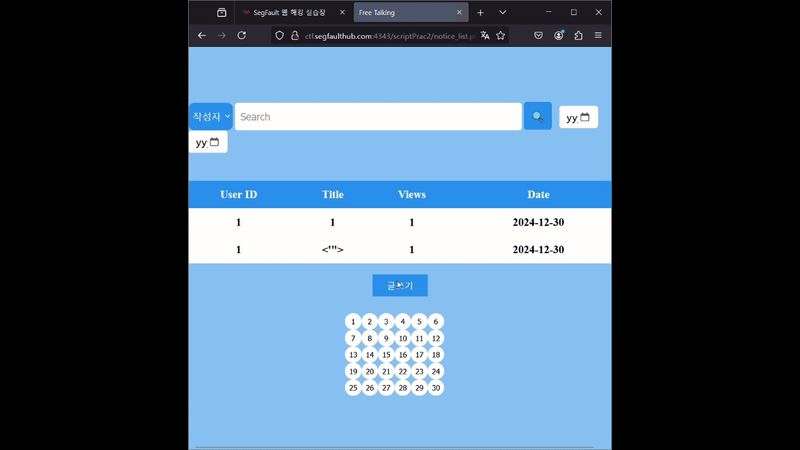 SegFault 웹 해킹 실습장
Free Talking
ctf.segfaulthub.com:4343/scriptPrac2/notice_list.p
작성자
Search
yy
yy
User ID Title Views Date
1 1 1 2024-12-30
1 <'"> 1 2024-12-30
글쓰기
1 2 3 4 5 6
7 8 9 10 11 12
13 14 15 16 17 18
19 20 21 22 23 24
25 26 27 28 29 30